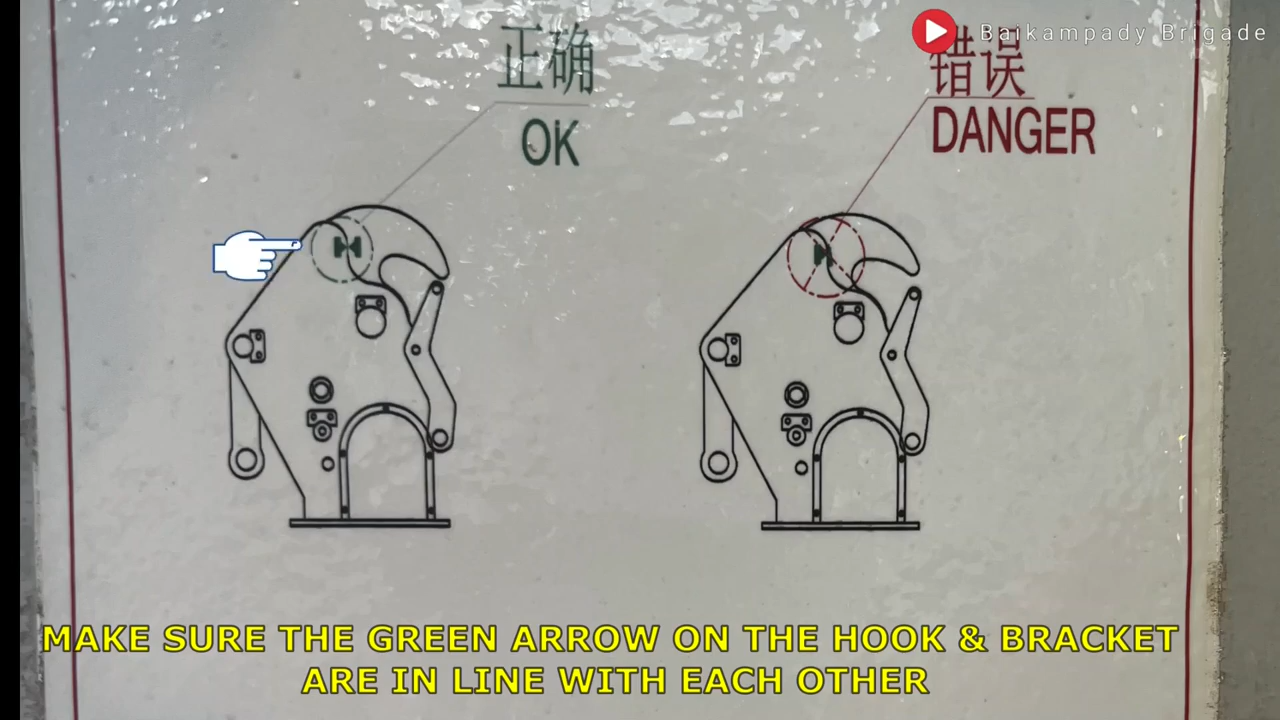 Baikampady Brigade
正确
OK
错误
DANGER
MAKE SURE THE GREEN ARROW ON THE HOOK & BRACKET
ARE IN LINE WITH EACH OTHER